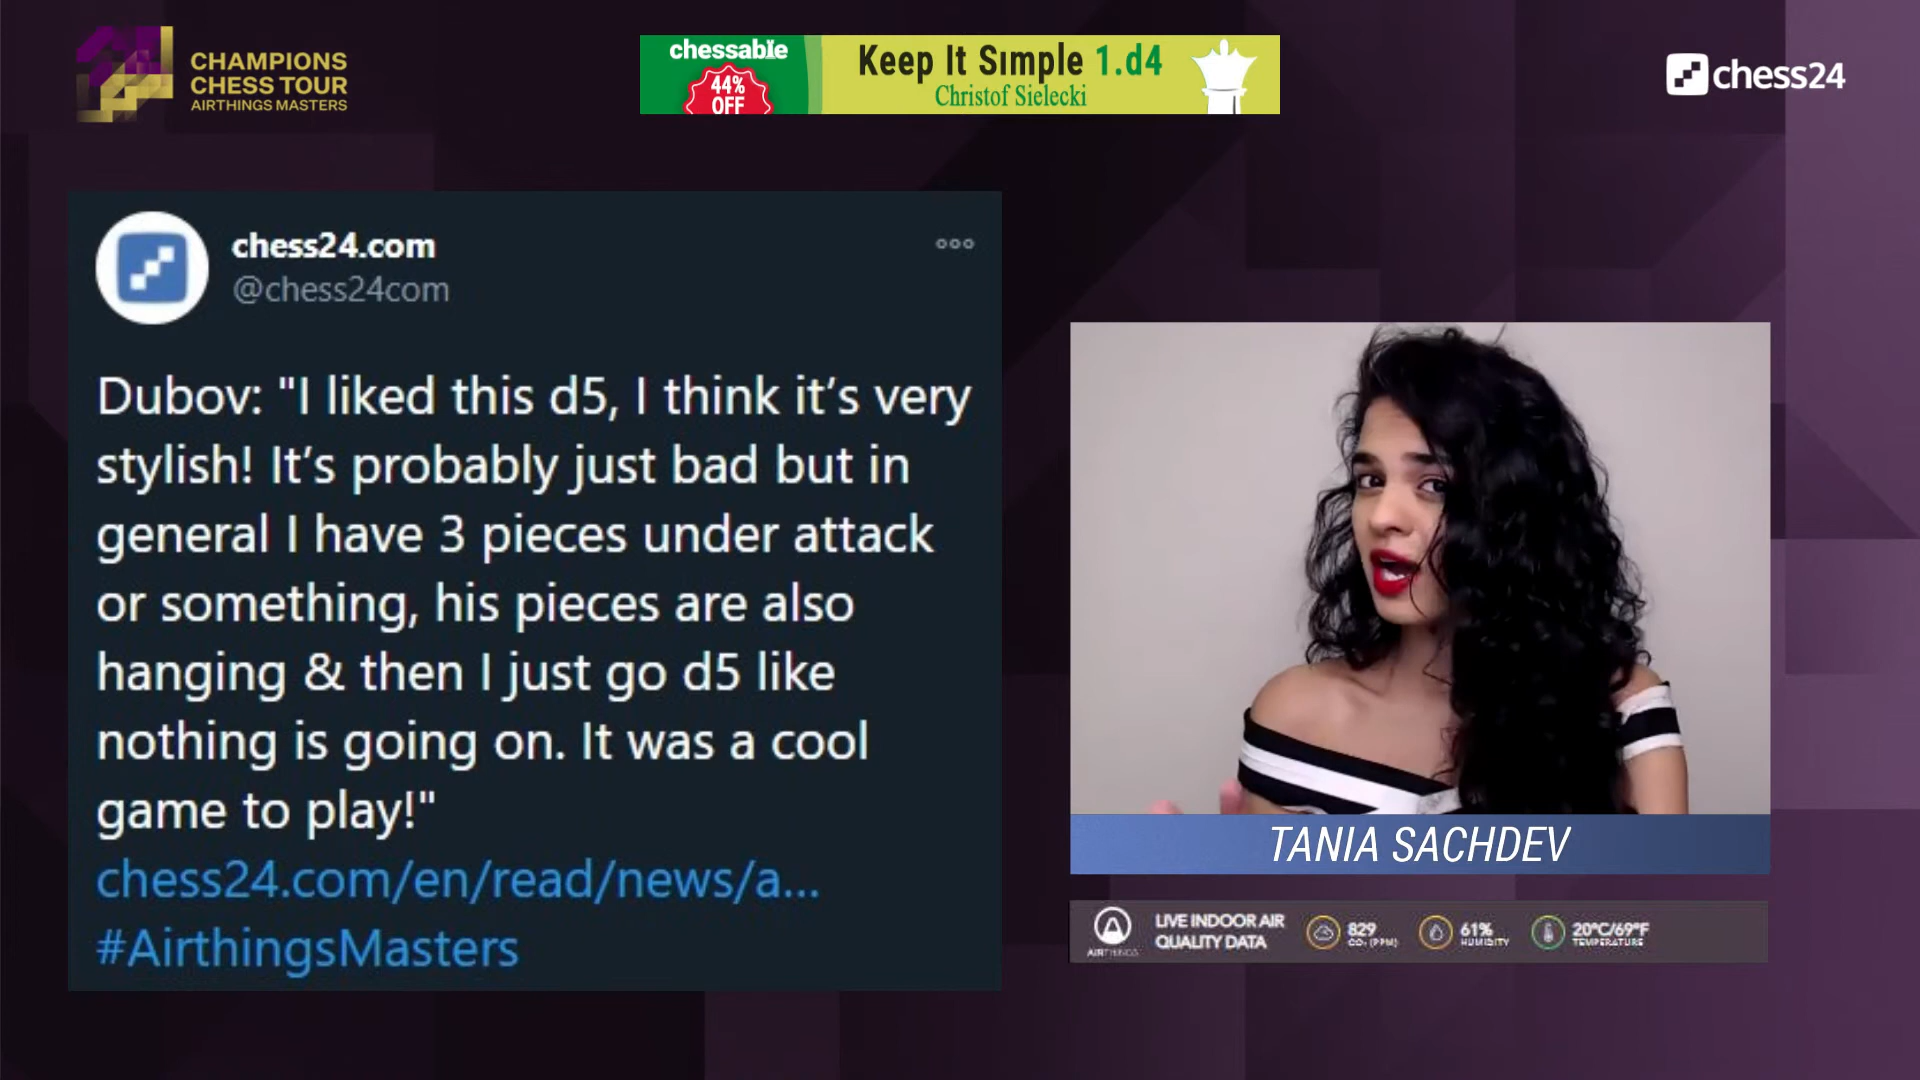 CHAMPIONS
CHESS TOUR
AIRTHINGS MASTERS
chessable
44%
OFF
Keep It Simple 1.d4
Christof Sielecki
chess24
chess24.com
@chess24com
Dubov: "I liked this d5, I think it’s very
stylish! It’s probably just bad but in
general I have 3 pieces under attack
or something, his pieces are also
hanging & then I just go d5 like
nothing is going on. It was a cool
game to play!"
chess24.com/en/read/news/a...
#AirthingsMasters
TANIA SACHDEV
AIRTHINGS
LIVE INDOOR AIR
QUALITY DATA
829
CO₂ (PPM)
61%
HUMIDITY
20°C/69°F
TEMPERATURE